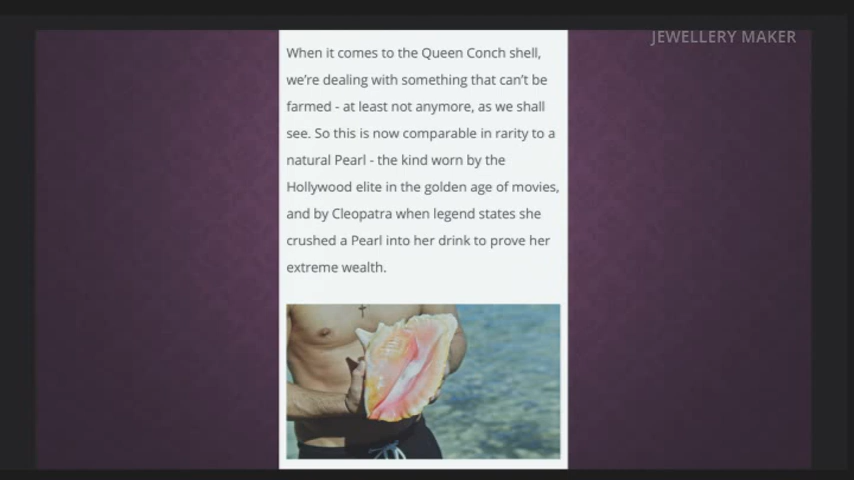 JEWELLERY MAKER
When it comes to the Queen Conch shell,
we're dealing with something that can't be
farmed - at least not anymore, as we shall
see. So this is now comparable in rarity to a
natural Pearl - the kind worn by the
Hollywood elite in the golden age of movies,
and by Cleopatra when legend states she
crushed a Pearl into her drink to prove her
extreme wealth.